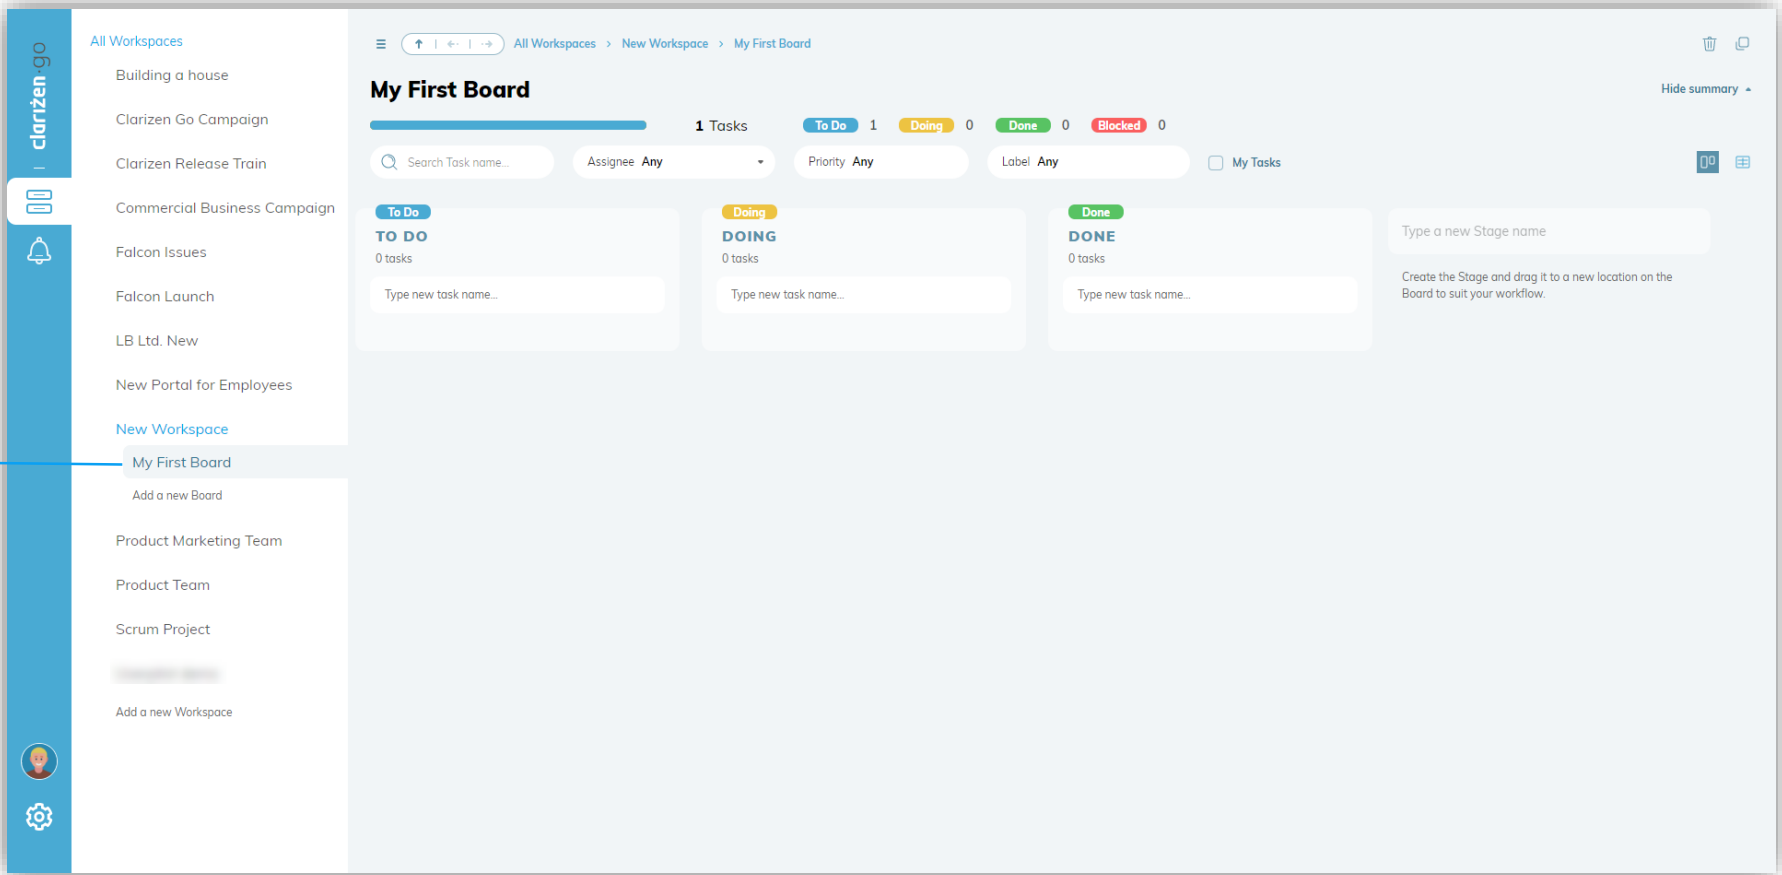 clarizen·go
All Workspaces
Building a house
Clarizen Go Campaign
Clarizen Release Train
Commercial Business Campaign
Falcon Issues
Falcon Launch
LB Ltd. New
New Portal for Employees
New Workspace
My First Board
Add a new Board
Product Marketing Team
Product Team
Scrum Project
Add a new Workspace
All Workspaces › New Workspace › My First Board
My First Board
Hide summary
1 Tasks To Do 1 Doing 0 Done 0 Blocked 0
Search Task name... Assignee Any Priority Any Label Any My Tasks
To Do
TO DO
0 tasks
Type new task name...
Doing
DOING
0 tasks
Type new task name...
Done
DONE
0 tasks
Type new task name...
Type a new Stage name
Create the Stage and drag it to a new location on the
Board to suit your workflow.